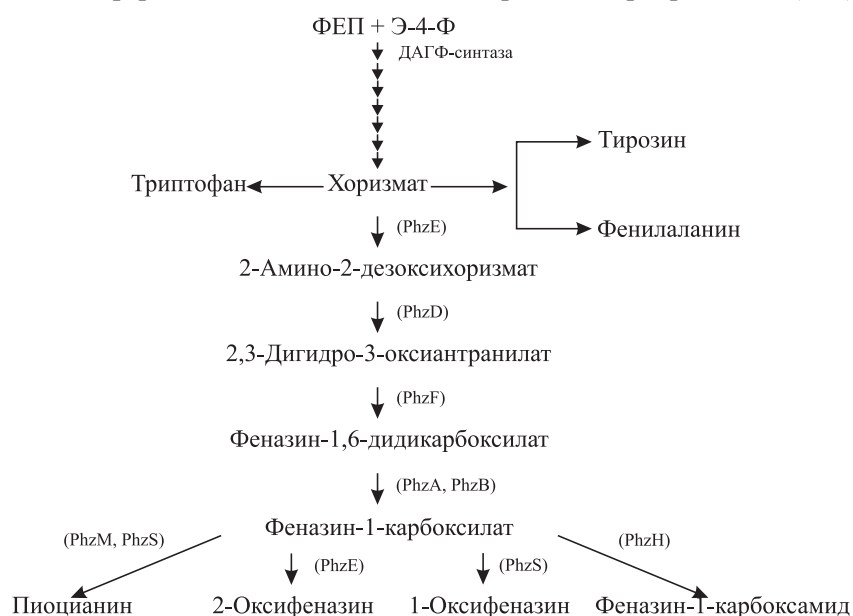 ФЕП + Э-4-Ф
ДАГФ-синтаза
Тирозин
Триптофан
Хоризмат
Фенилаланин
(PhzE)
2-Амино-2-дезоксихоризмат
(PhzD)
2,3-Дигидро-3-оксиантранилат
(PhzF)
Феназин-1,6-дидикарбоксилат
(PhzA, PhzB)
Феназин-1-карбоксилат
(PhzM, PhzS)
(PhzE)
(PhzS)
(PhzH)
Пиоцианин
2-Оксифеназин
1-Оксифеназин
Феназин-1-карбоксамид